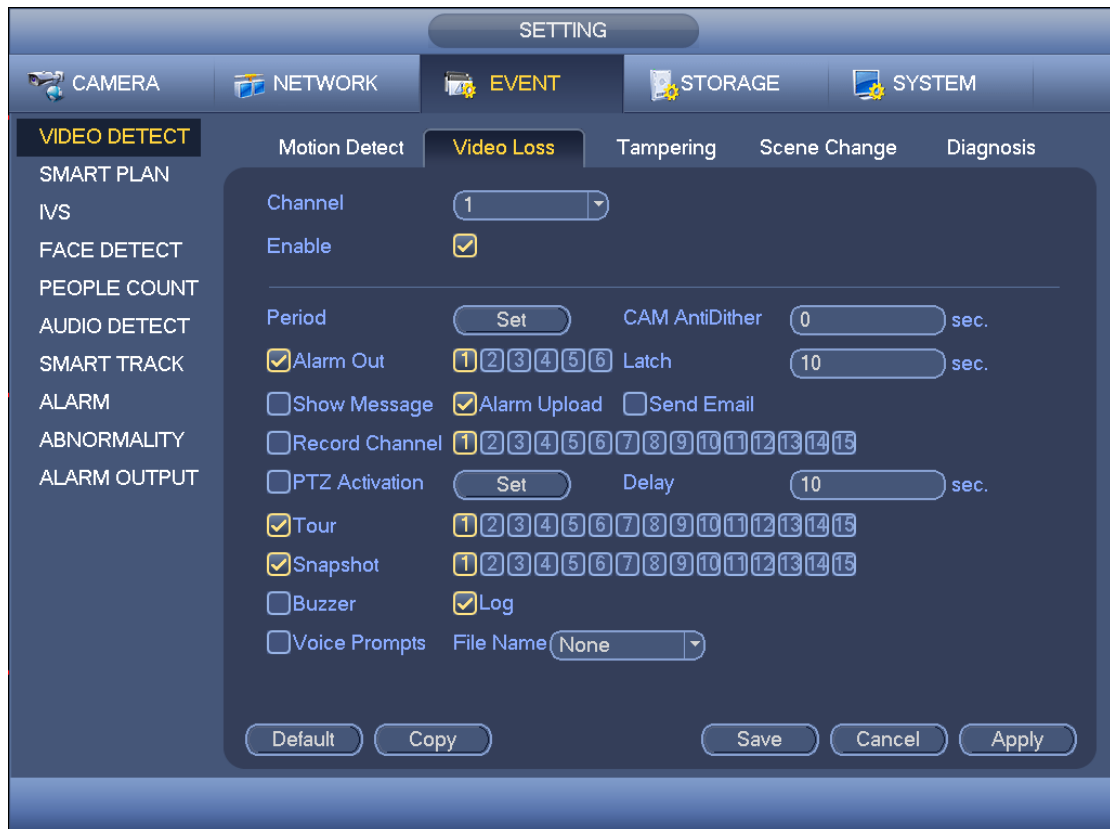 SETTING
CAMERA NETWORK EVENT STORAGE SYSTEM
VIDEO DETECT
SMART PLAN
IVS
FACE DETECT
PEOPLE COUNT
AUDIO DETECT
SMART TRACK
ALARM
ABNORMALITY
ALARM OUTPUT
Motion Detect Video Loss Tampering Scene Change Diagnosis
Channel 1
Enable
Period Set CAM AntiDither 0 sec.
Alarm Out 1 2 3 4 5 6 Latch 10 sec.
Show Message Alarm Upload Send Email
Record Channel 1 2 3 4 5 6 7 8 9 10 11 12 13 14 15
PTZ Activation Set Delay 10 sec.
Tour 1 2 3 4 5 6 7 8 9 10 11 12 13 14 15
Snapshot 1 2 3 4 5 6 7 8 9 10 11 12 13 14 15
Buzzer Log
Voice Prompts File Name None
Default Copy Save Cancel Apply